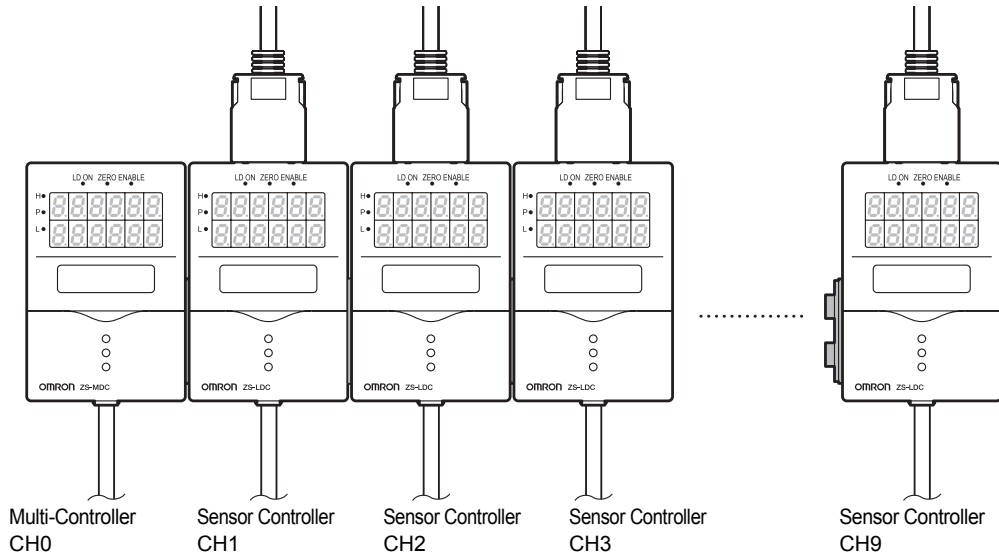 LD ON ZERO ENABLE
H
P
L
OMRON ZS-MDC
LD ON ZERO ENABLE
H
P
L
OMRON ZS-LDC
LD ON ZERO ENABLE
H
P
L
OMRON ZS-LDC
LD ON ZERO ENABLE
H
P
L
OMRON ZS-LDC
LD ON ZERO ENABLE
OMRON ZS-LDC
Multi-Controller
CH0
Sensor Controller
CH1
Sensor Controller
CH2
Sensor Controller
CH3
Sensor Controller
CH9